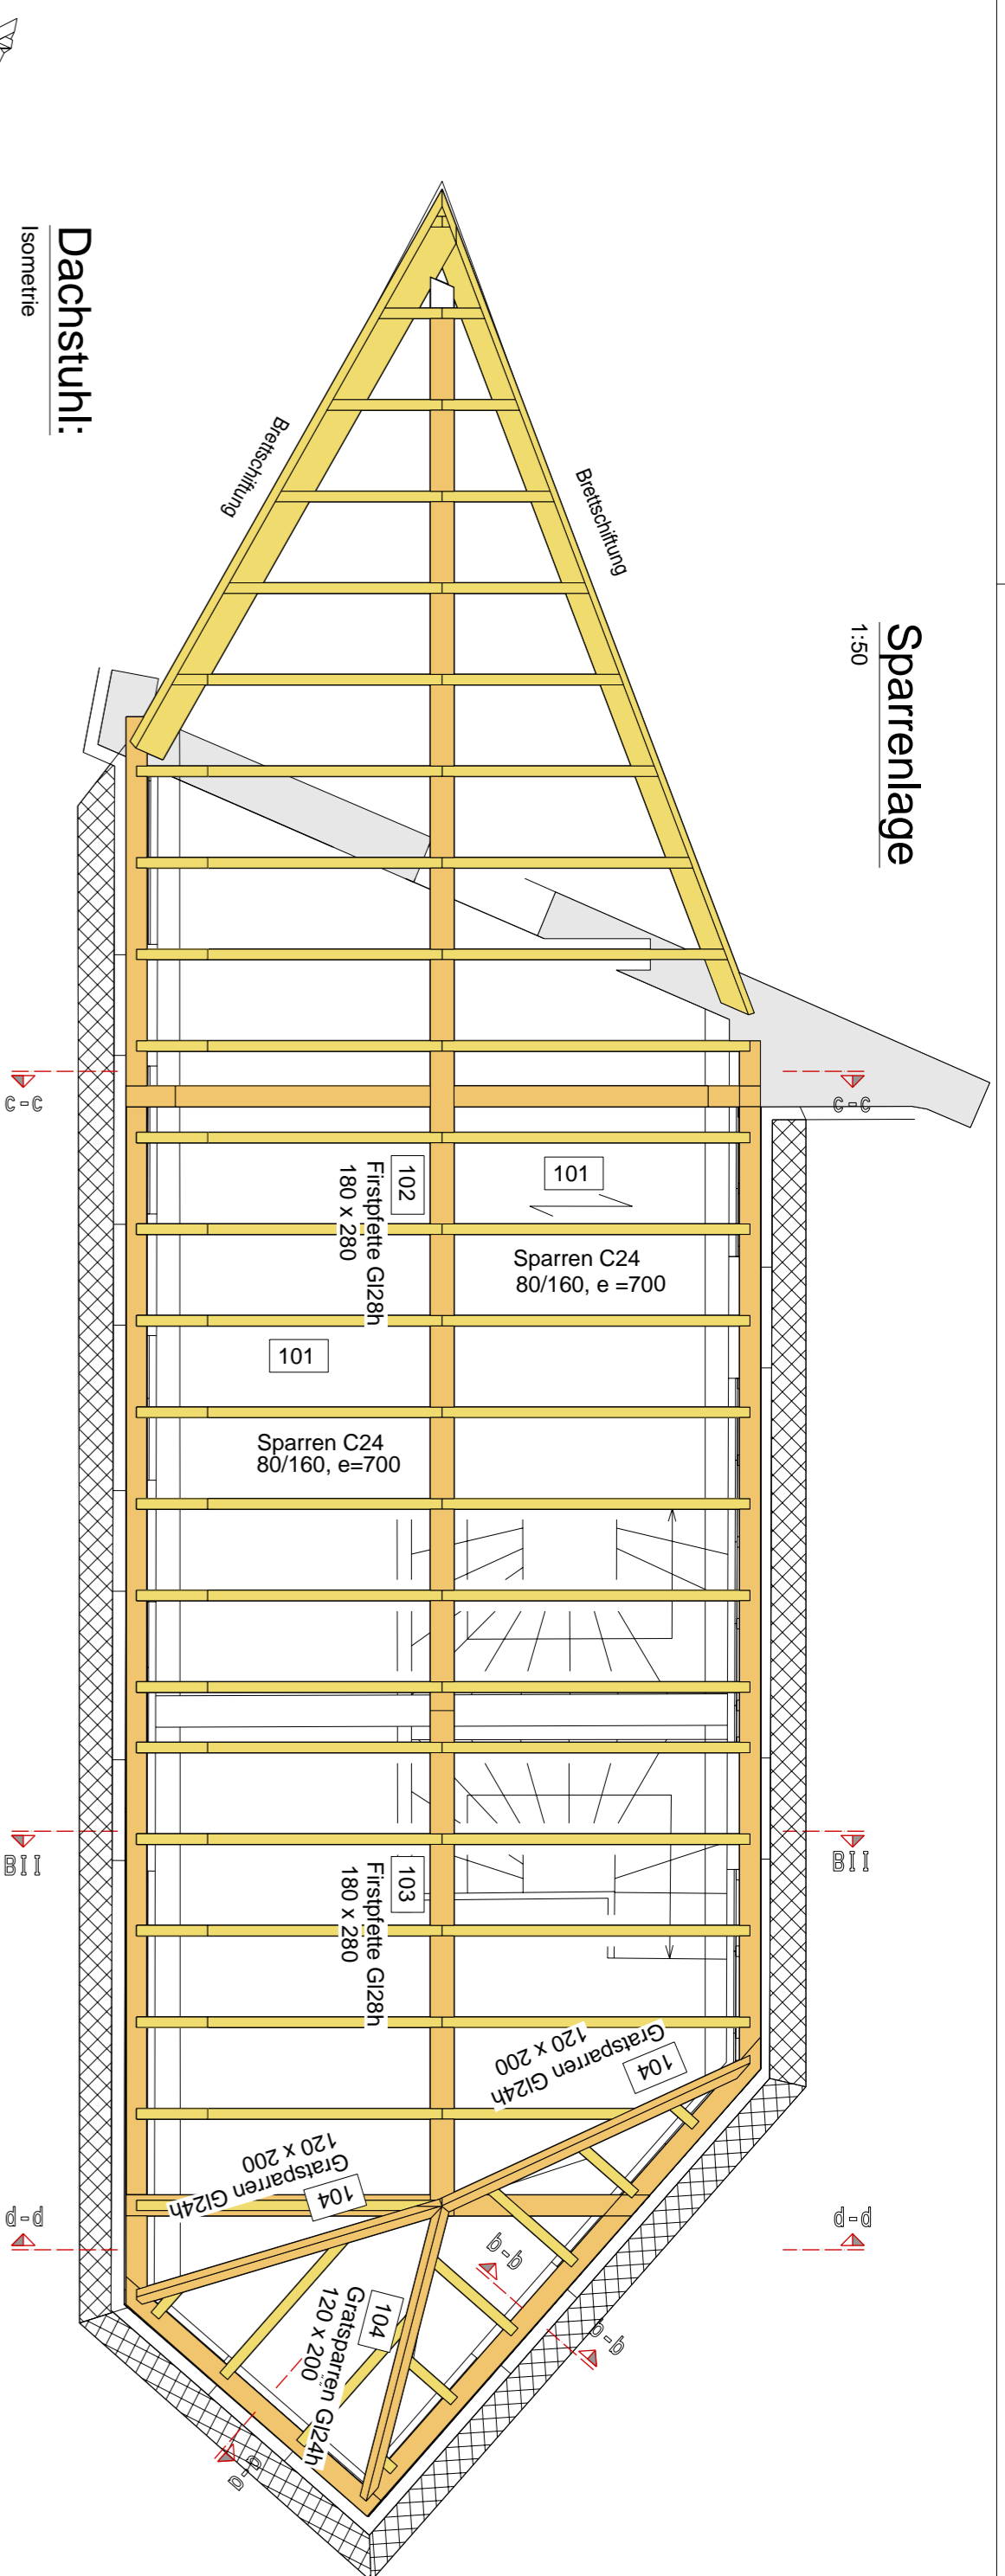 Sparrenlage
1:50
Dachstuhl:
Isometrie
Brettschiftung
Brettschiftung
c-c
c-c
101
102
Firstpfette Gl28h
180 x 280
Sparren C24
80/160, e =700
101
Sparren C24
80/160, e=700
BII
BII
103
Firstpfette Gl28h
180 x 280
104
Gratsparren Gl24h
120 x 200
104
Gratsparren Gl24h
120 x 200
d-d
d-d
104
Gratsparren Gl24h
120 x 200